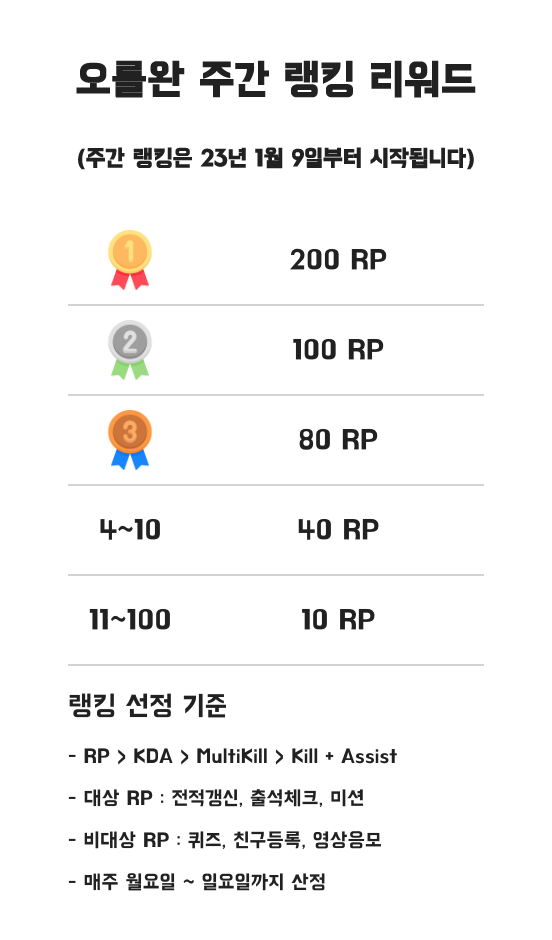 오롤완 주간 랭킹 리워드
(주간 랭킹은 23년 1월 9일부터 시작됩니다)
1 200 RP
2 100 RP
3 80 RP
4~10 40 RP
11~100 10 RP
랭킹 선정 기준
- RP > KDA > MultiKill > Kill + Assist
- 대상 RP : 전적갱신, 출석체크, 미션
- 비대상 RP : 퀴즈, 친구등록, 영상응모
- 매주 월요일 ~ 일요일까지 산정